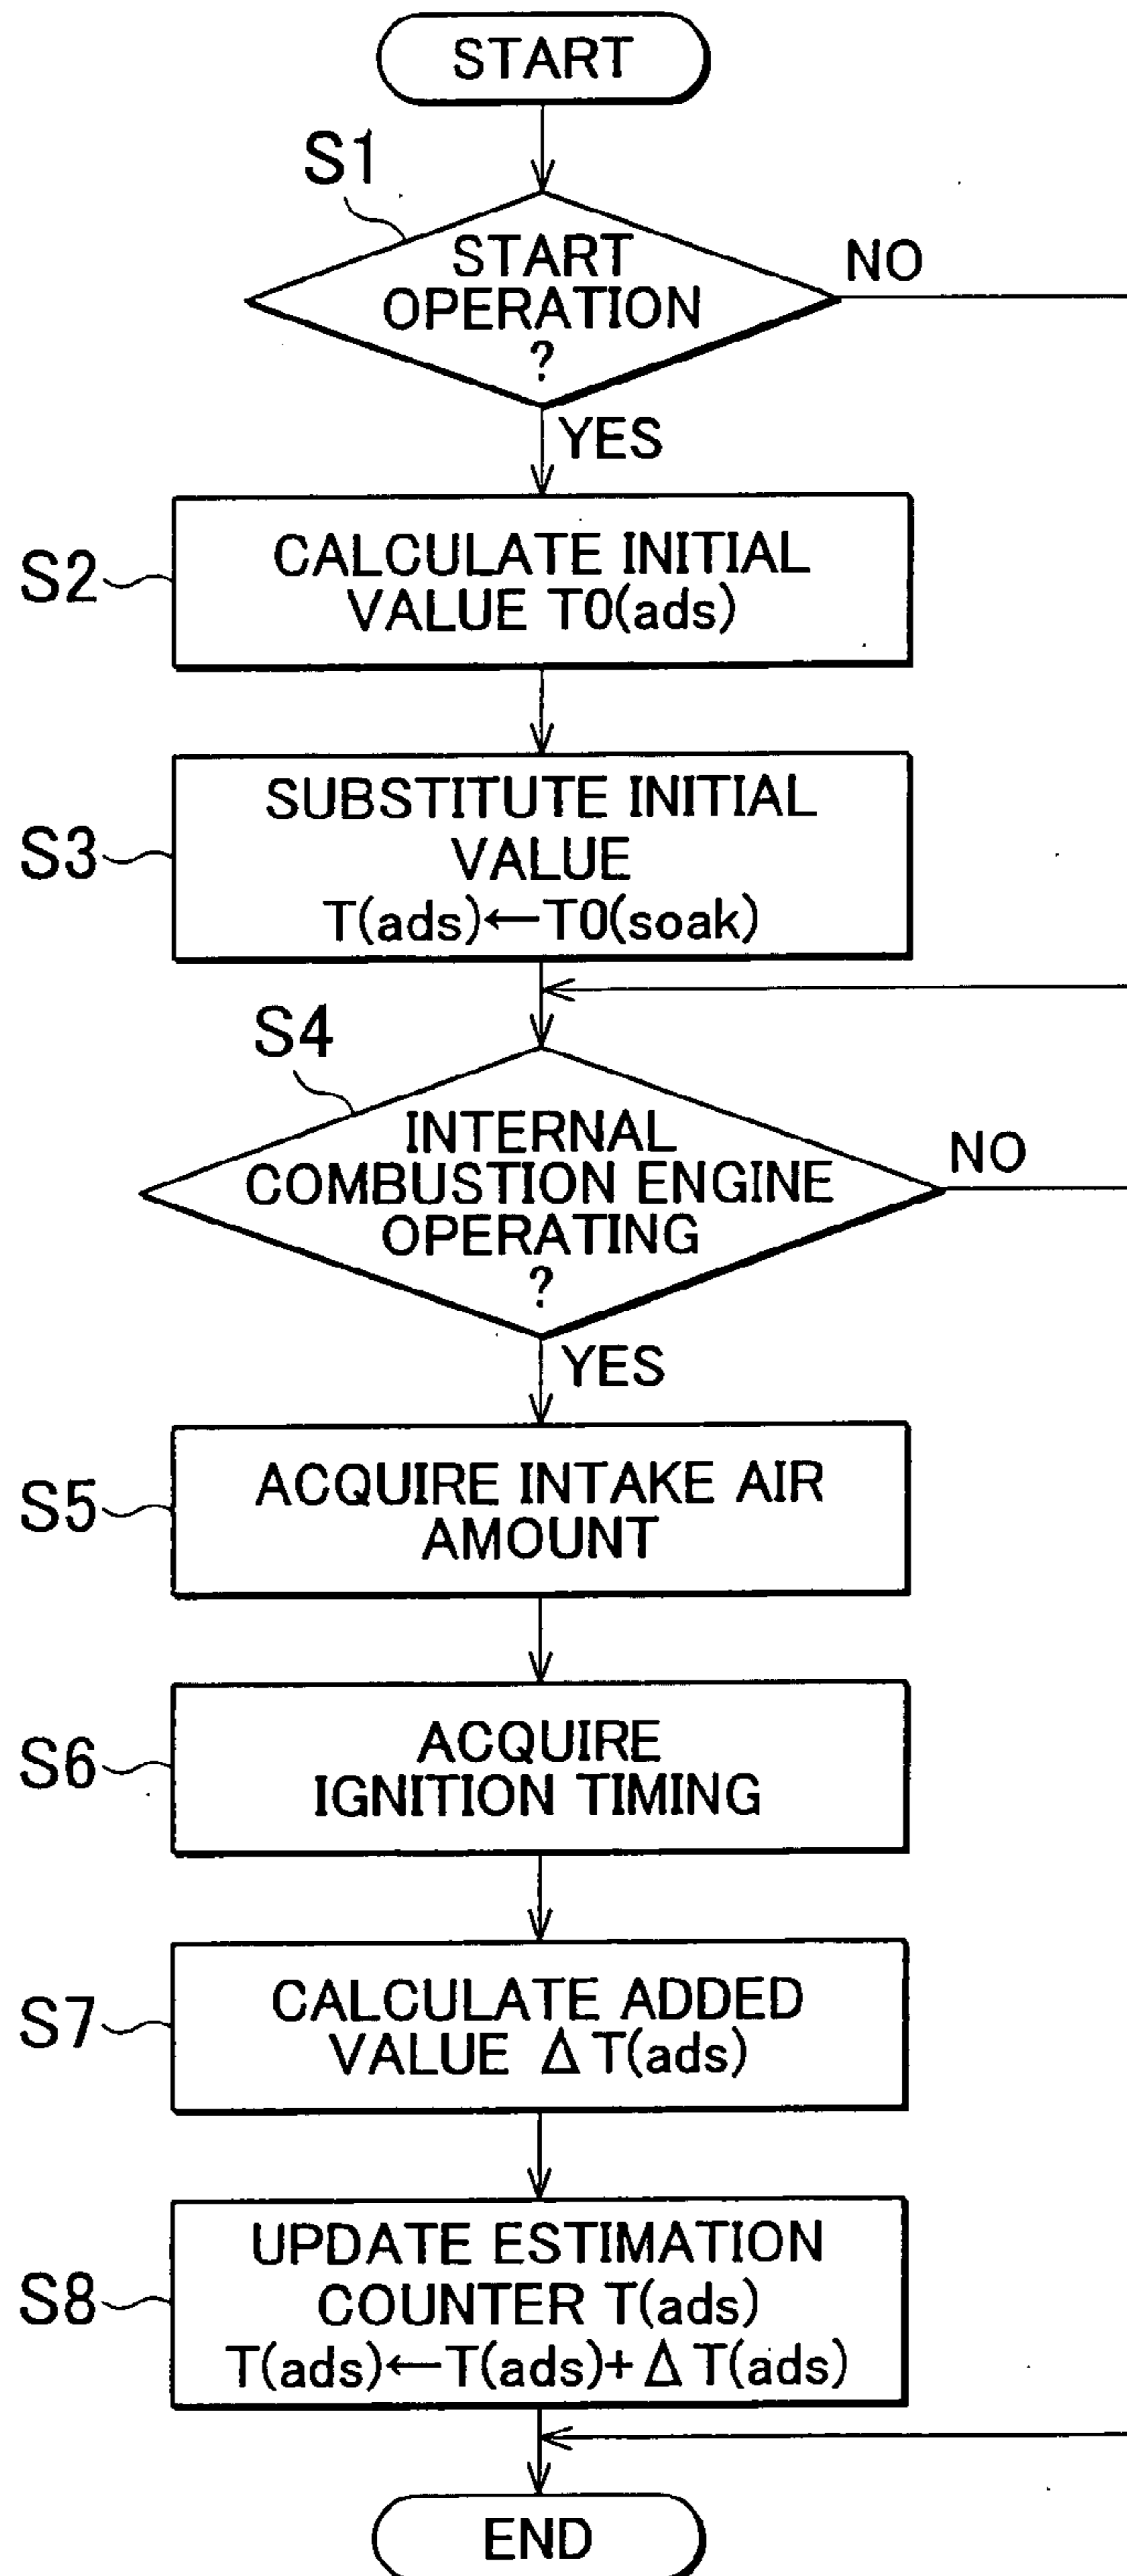 START
S1
START
OPERATION
?
NO
YES
S2
CALCULATE INITIAL
VALUE T0(ads)
S3
SUBSTITUTE INITIAL
VALUE
T(ads)←T0(soak)
S4
INTERNAL
COMBUSTION ENGINE
OPERATING
?
NO
YES
S5
ACQUIRE INTAKE AIR
AMOUNT
S6
ACQUIRE
IGNITION TIMING
S7
CALCULATE ADDED
VALUE Δ T(ads)
S8
UPDATE ESTIMATION
COUNTER T(ads)
T(ads)←T(ads)+Δ T(ads)
END